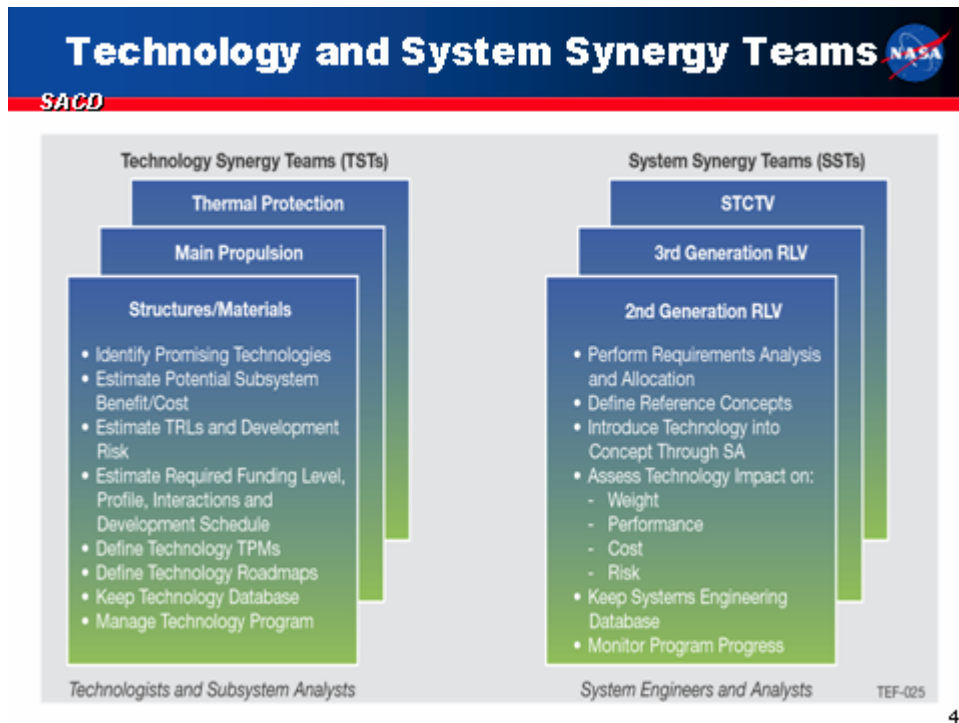 Technology and System Synergy Teams
NASA
SACD
Technology Synergy Teams (TSTs)
Thermal Protection
Main Propulsion
Structures/Materials
• Identify Promising Technologies
• Estimate Potential Subsystem
Benefit/Cost
• Estimate TRLs and Development
Risk
• Estimate Required Funding Level,
Profile, Interactions and
Development Schedule
• Define Technology TPMs
• Define Technology Roadmaps
• Keep Technology Database
• Manage Technology Program
Technologists and Subsystem Analysts
System Synergy Teams (SSTs)
STCTV
3rd Generation RLV
2nd Generation RLV
• Perform Requirements Analysis
and Allocation
• Define Reference Concepts
• Introduce Technology into
Concept Through SA
• Assess Technology Impact on:
- Weight
- Performance
- Cost
- Risk
• Keep Systems Engineering
Database
• Monitor Program Progress
System Engineers and Analysts
TEF-025
4